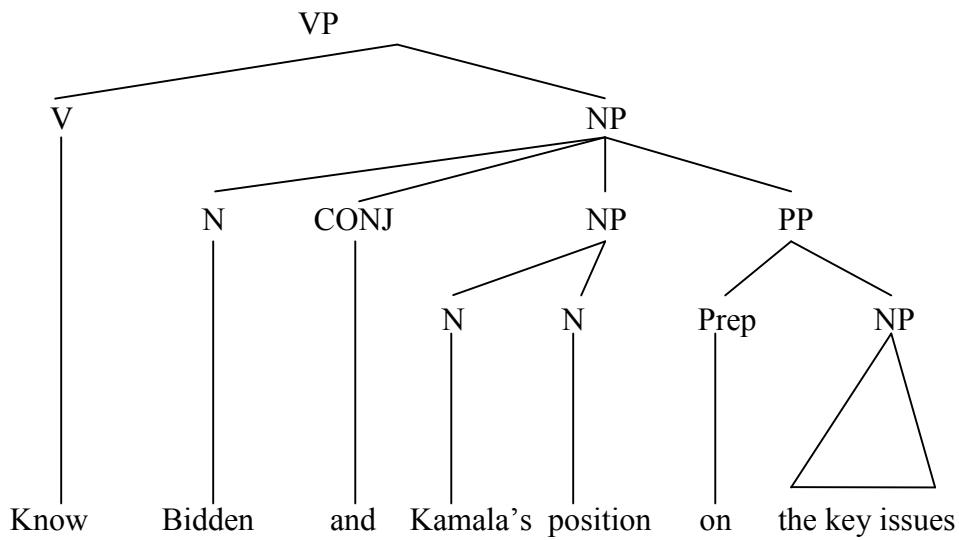 VP
V NP
N CONJ NP PP
N N Prep NP
Know Bidden and Kamala’s position on the key issues